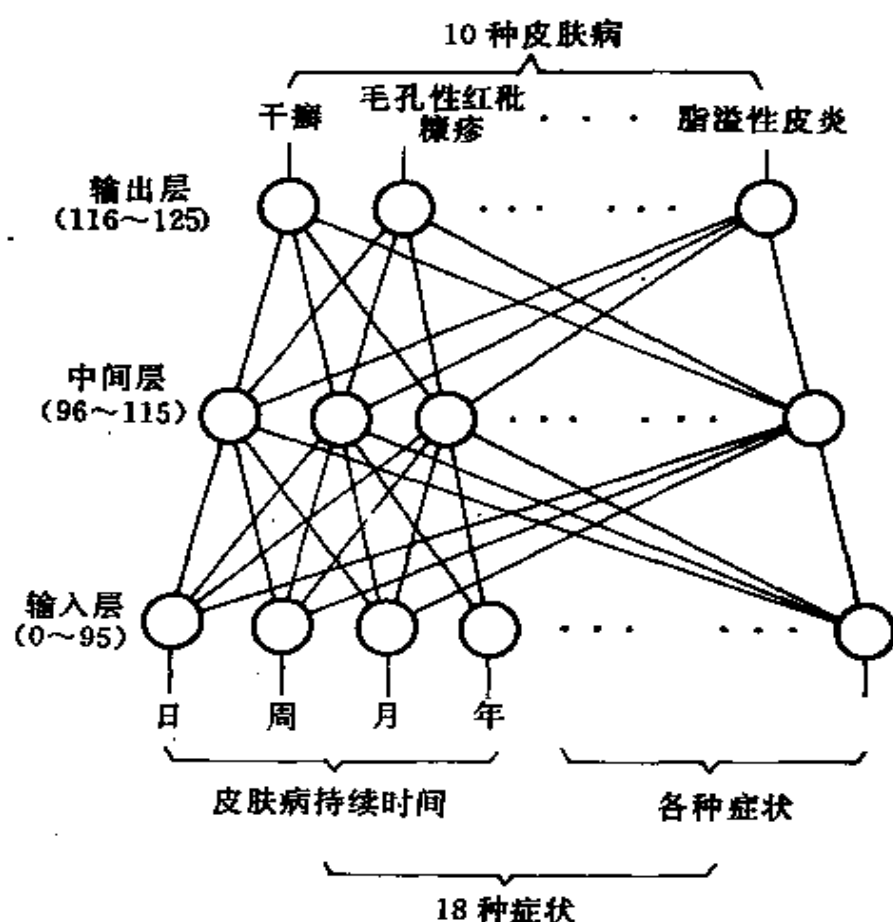 10 种皮肤病
干癣
毛孔性红秕
糠疹
· · ·
脂溢性皮炎
输出层
(116～125)
· · · · · ·
中间层
(96～115)
· · · · · ·
输入层
(0～95)
· · · · · ·
日 周 月 年
皮肤病持续时间
各种症状
18 种症状